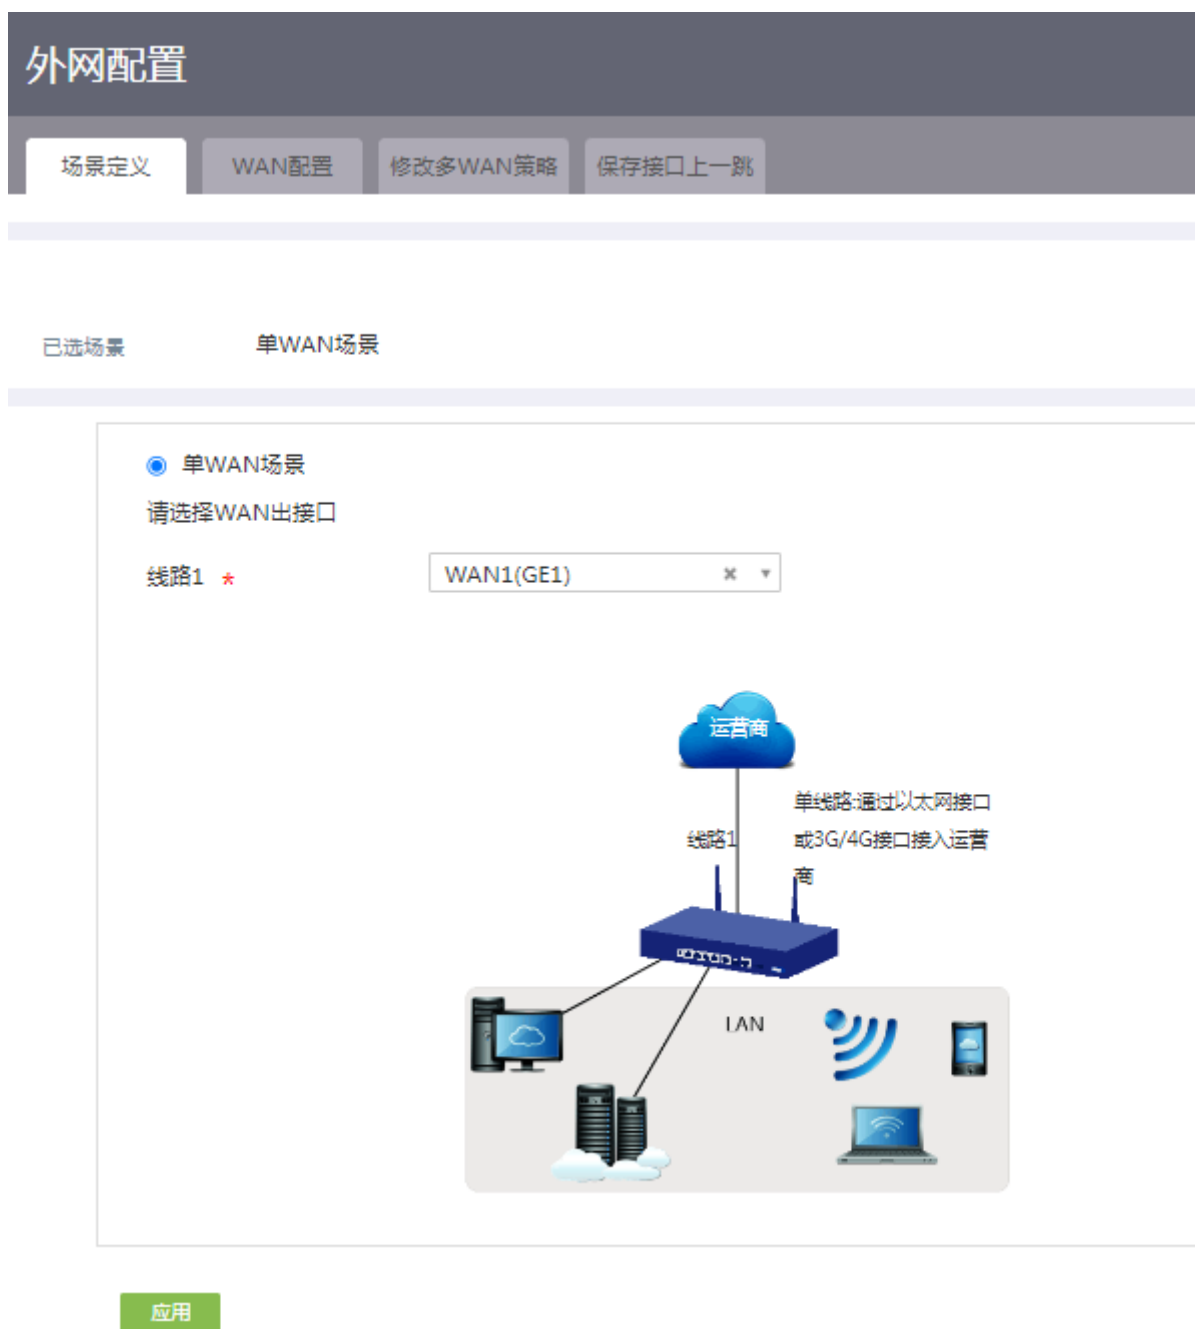 外网配置
场景定义 WAN配置 修改多WAN策略 保存接口上一跳
已选场景 单WAN场景
单WAN场景
请选择WAN出接口
线路1 * WAN1(GE1)
运营商
单线路:通过以太网接口
线路1 或3G/4G接口接入运营
商
LAN
应用